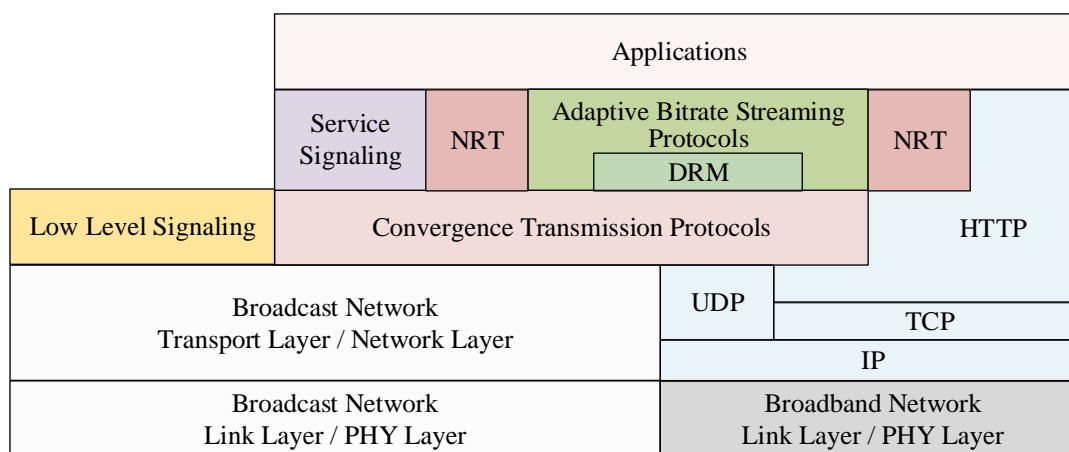 Applications
Service
Signaling
NRT
Adaptive Bitrate Streaming
Protocols
DRM
NRT
Low Level Signaling
Convergence Transmission Protocols
HTTP
Broadcast Network
Transport Layer / Network Layer
UDP
TCP
IP
Broadcast Network
Link Layer / PHY Layer
Broadband Network
Link Layer / PHY Layer